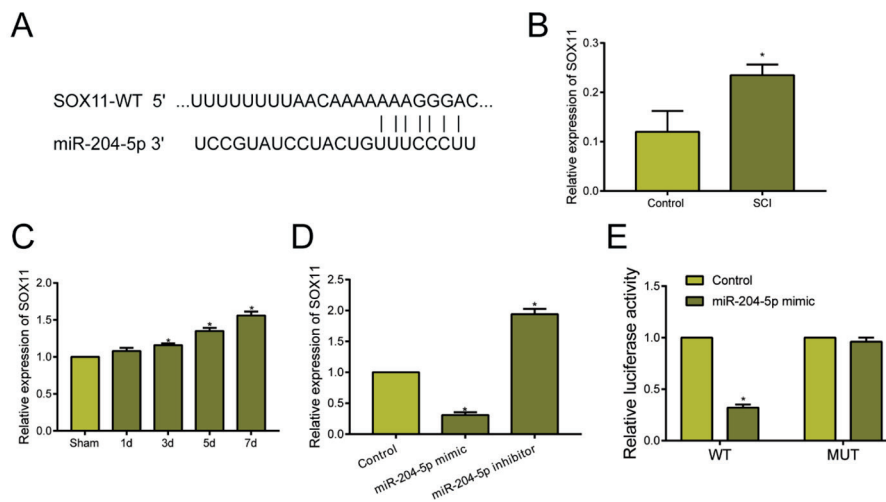 A
SOX11-WT 5' ...UUUUUUUUAACAAAAAAAGGGAC...
miR-204-5p 3' UCCGUAUCCUACUGUUUCCCUU
B
Relative expression of SOX11
0.3
0.2
0.1
0.0
*
Control SCI
C
Relative expression of SOX11
2.0
1.5
1.0
0.5
0.0
* * *
Sham 1d 3d 5d 7d
D
Relative expression of SOX11
2.5
2.0
1.5
1.0
0.5
0.0
* *
Control miR-204-5p mimic miR-204-5p inhibitor
E
Relative luciferase activity
1.5
1.0
0.5
0.0
Control
miR-204-5p mimic
*
WT MUT